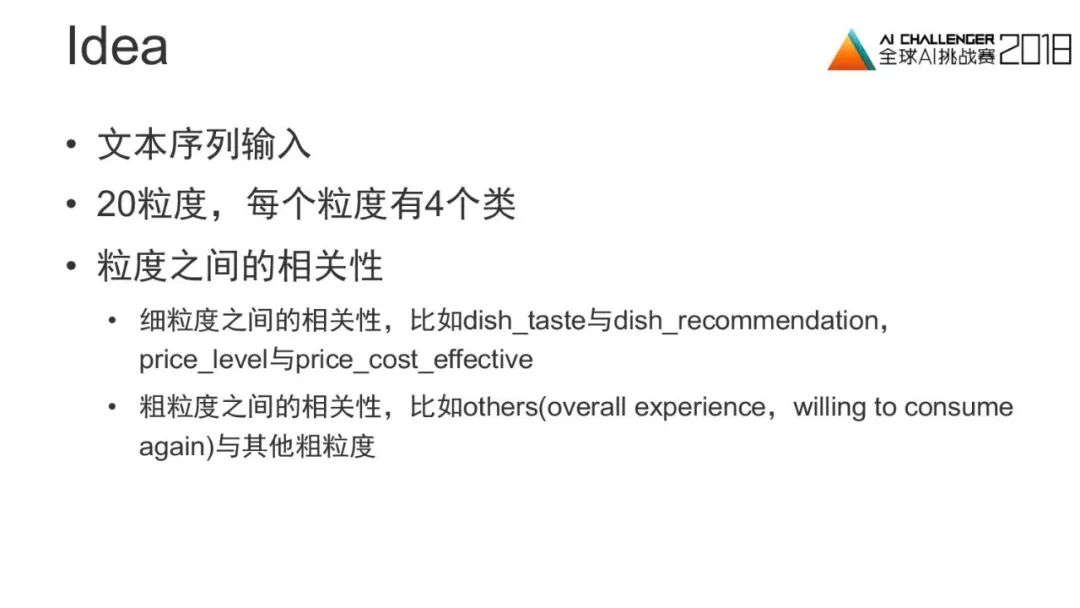 Idea
AI CHALLENGER
全球AI挑战赛2018
• 文本序列输入
• 20粒度，每个粒度有4个类
• 粒度之间的相关性
• 细粒度之间的相关性，比如dish_taste与dish_recommendation，
price_level与price_cost_effective
• 粗粒度之间的相关性，比如others(overall experience，willing to consume
again)与其他粗粒度